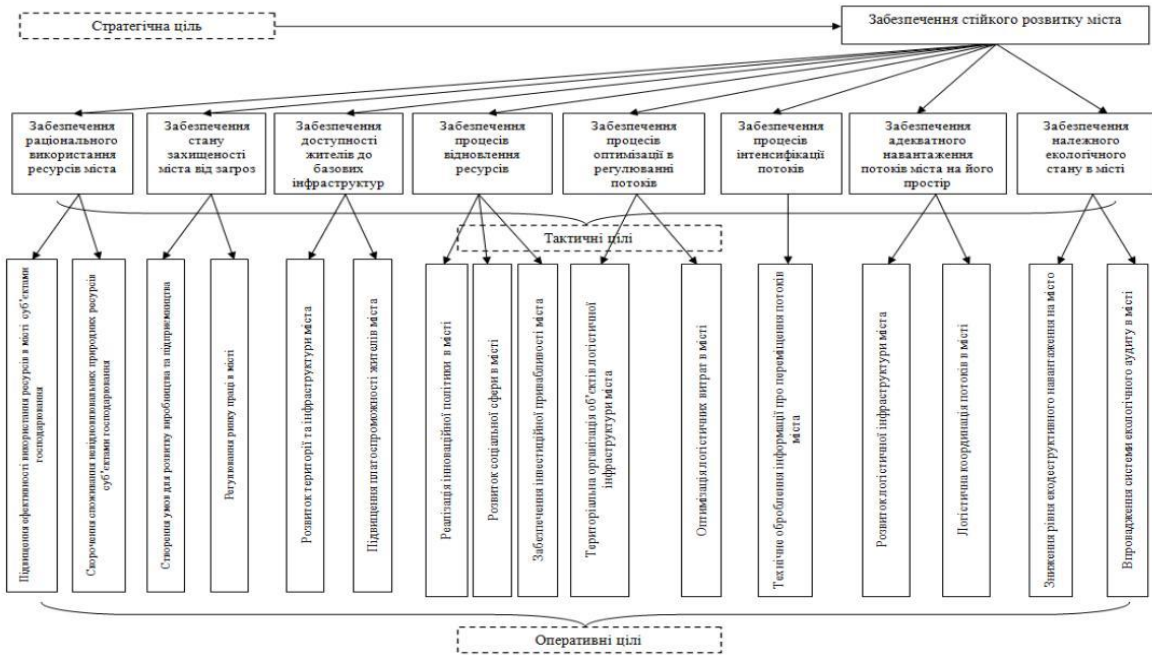 Стратегічна ціль
Забезпечення стійкого розвитку міста
Забезпечення
раціонального
використання
ресурсів міста
Забезпечення
стану
захищеності
міста від загроз
Забезпечення
доступності
жителів до
базових
інфраструктур
Забезпечення
процесів
відновлення
ресурсів
Забезпечення
процесів
оптимізації в
регулюванні
потоків
Забезпечення
процесів
інтенсифікації
потоків
Забезпечення
адекватного
навантаження
потоків міста на його
простір
Забезпечення
належного
екологічного
стану в місті
Тактичні цілі
Підвищення ефективності використання ресурсів в місті суб'єктами
господарювання
Скорочення споживання невідновлювальних природних ресурсів
суб'єктами господарювання
Створення умов для розвитку виробництва та підприємництва
Регулювання ринку праці в місті
Розвиток території та інфраструктури міста
Підвищення платоспроможності жителів міста
Реалізація інноваційної політики в місті
Розвиток соціальної сфери в місті
Забезпечення інвестиційної привабливості міста
Територіальна організація об'єктів логістичної
інфраструктури міста
Оптимізація логістичних витрат в місті
Технічне оброблення інформації про переміщення потоків
міста
Розвиток логістичної інфраструктури міста
Логістична координація потоків в місті
Зниження рівня екодеструктивного навантаження на місто
Впровадження системи екологічного аудиту в місті
Оперативні цілі